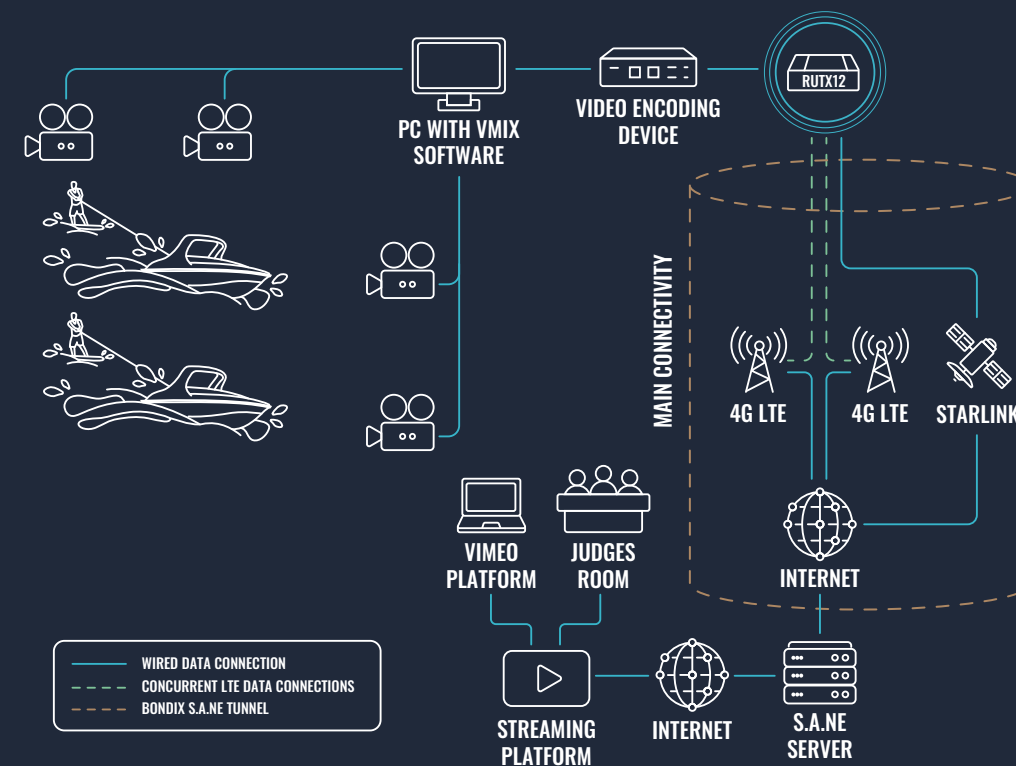 RUTX12
PC WITH VMIX
SOFTWARE
VIDEO ENCODING
DEVICE
MAIN CONNECTIVITY
4G LTE
4G LTE
STARLINK
INTERNET
VIMEO
PLATFORM
JUDGES
ROOM
WIRED DATA CONNECTION
CONCURRENT LTE DATA CONNECTIONS
BONDIX S.A.NE TUNNEL
STREAMING
PLATFORM
INTERNET
S.A.NE
SERVER